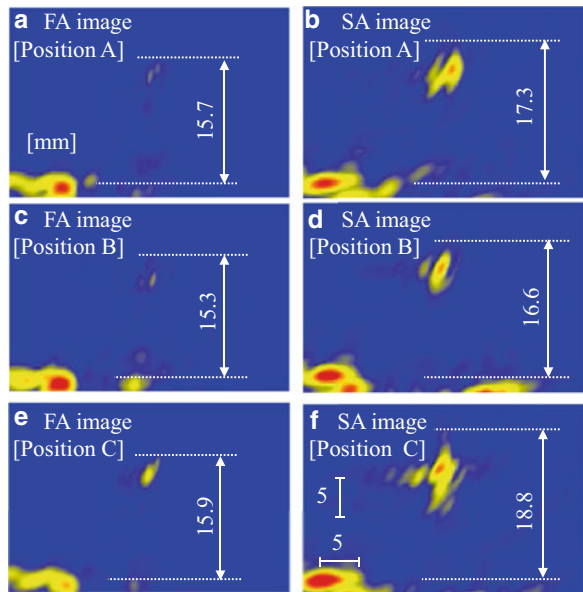 a FA image
[Position A]
[mm]
15.7
b SA image
[Position A]
17.3
c FA image
[Position B]
15.3
d SA image
[Position B]
16.6
e FA image
[Position C]
15.9
f SA image
[Position C]
5
5
18.8